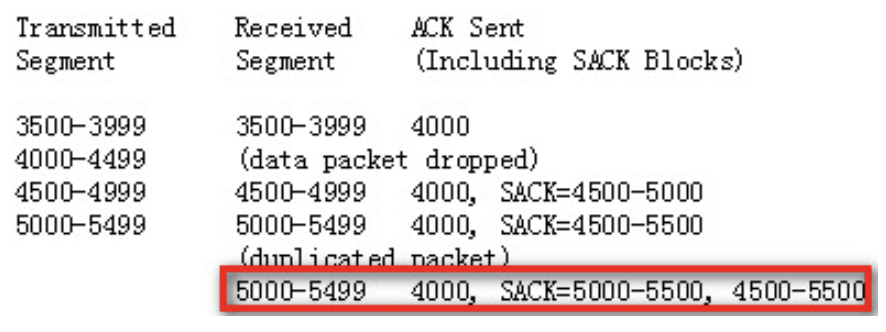 Transmitted Received ACK Sent
Segment Segment (Including SACK Blocks)
3500-3999 3500-3999 4000
4000-4499 (data packet dropped)
4500-4999 4500-4999 4000, SACK=4500-5000
5000-5499 5000-5499 4000, SACK=4500-5500
(duplicated packet)
5000-5499 4000, SACK=5000-5500, 4500-5500